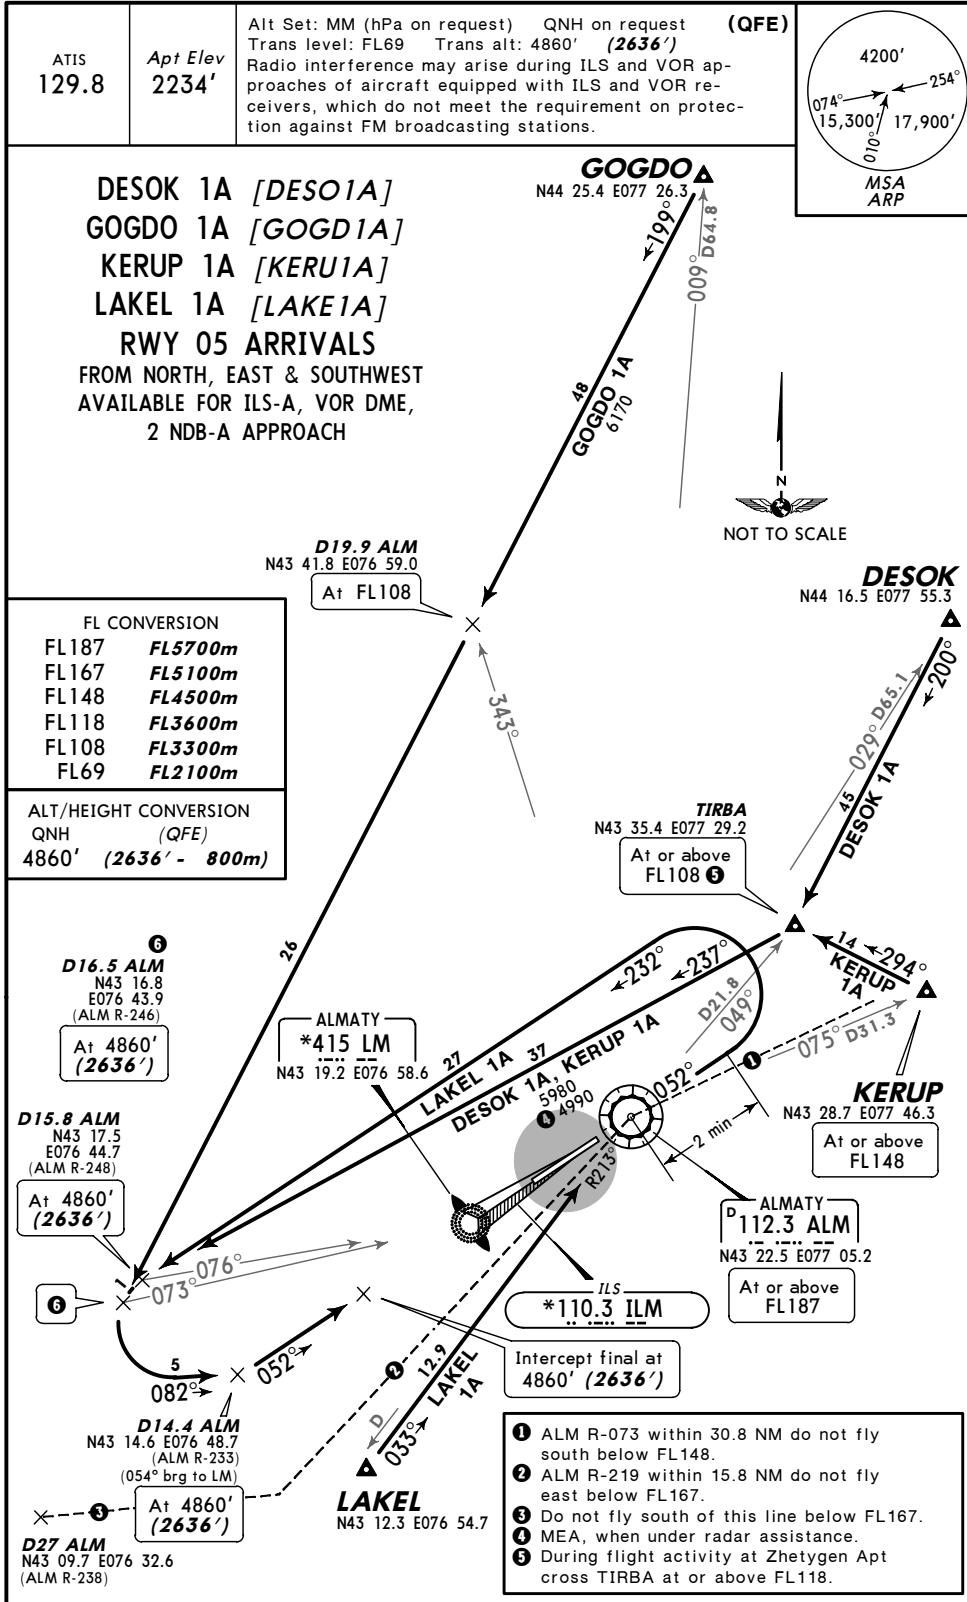 ATIS
129.8
Apt Elev
2234'
Alt Set: MM (hPa on request) QNH on request (QFE)
Trans level: FL69 Trans alt: 4860' (2636')
Radio interference may arise during ILS and VOR ap-
proaches of aircraft equipped with ILS and VOR re-
ceivers, which do not meet the requirement on protec-
tion against FM broadcasting stations.
4200'
074°
254°
15,300'
17,900'
010°
MSA
ARP
DESOK 1A [DESO1A]
GOGDO 1A [GOGD1A]
KERUP 1A [KERU1A]
LAKEL 1A [LAKE1A]
RWY 05 ARRIVALS
FROM NORTH, EAST & SOUTHWEST
AVAILABLE FOR ILS-A, VOR DME,
2 NDB-A APPROACH
GOGDO
N44 25.4 E077 26.3
199°
009° D64.8
48
GOGDO 1A
6170
N
NOT TO SCALE
D19.9 ALM
N43 41.8 E076 59.0
At FL108
343°
DESOK
N44 16.5 E077 55.3
200°
029° D65.1
45
DESOK 1A
FL CONVERSION
FL187 FL5700m
FL167 FL5100m
FL148 FL4500m
FL118 FL3600m
FL108 FL3300m
FL69 FL2100m
ALT/HEIGHT CONVERSION
QNH (QFE)
4860' (2636' - 800m)
TIRBA
N43 35.4 E077 29.2
At or above
FL108 5
26
6
D16.5 ALM
N43 16.8
E076 43.9
(ALM R-246)
At 4860'
(2636')
14
294°
KERUP
1A
232°
237°
D21.8
049°
075° D31.3
1
ALMATY
*415 LM
N43 19.2 E076 58.6
27
LAKEL 1A
37
DESOK 1A, KERUP 1A
5980
4 4990
052°
2 min
KERUP
N43 28.7 E077 46.3
At or above
FL148
D15.8 ALM
N43 17.5
E076 44.7
(ALM R-248)
At 4860'
(2636')
R213°
ALMATY
D 112.3 ALM
N43 22.5 E077 05.2
At or above
FL187
076°
073°
1
6
ILS
*110.3 ILM
Intercept final at
4860' (2636')
5
082°
052°
2
12.9
LAKEL
1A
D
033°
D14.4 ALM
N43 14.6 E076 48.7
(ALM R-233)
(054° brg to LM)
At 4860'
(2636')
3
D27 ALM
N43 09.7 E076 32.6
(ALM R-238)
LAKEL
N43 12.3 E076 54.7
1 ALM R-073 within 30.8 NM do not fly
south below FL148.
2 ALM R-219 within 15.8 NM do not fly
east below FL167.
3 Do not fly south of this line below FL167.
4 MEA, when under radar assistance.
5 During flight activity at Zhetygen Apt
cross TIRBA at or above FL118.